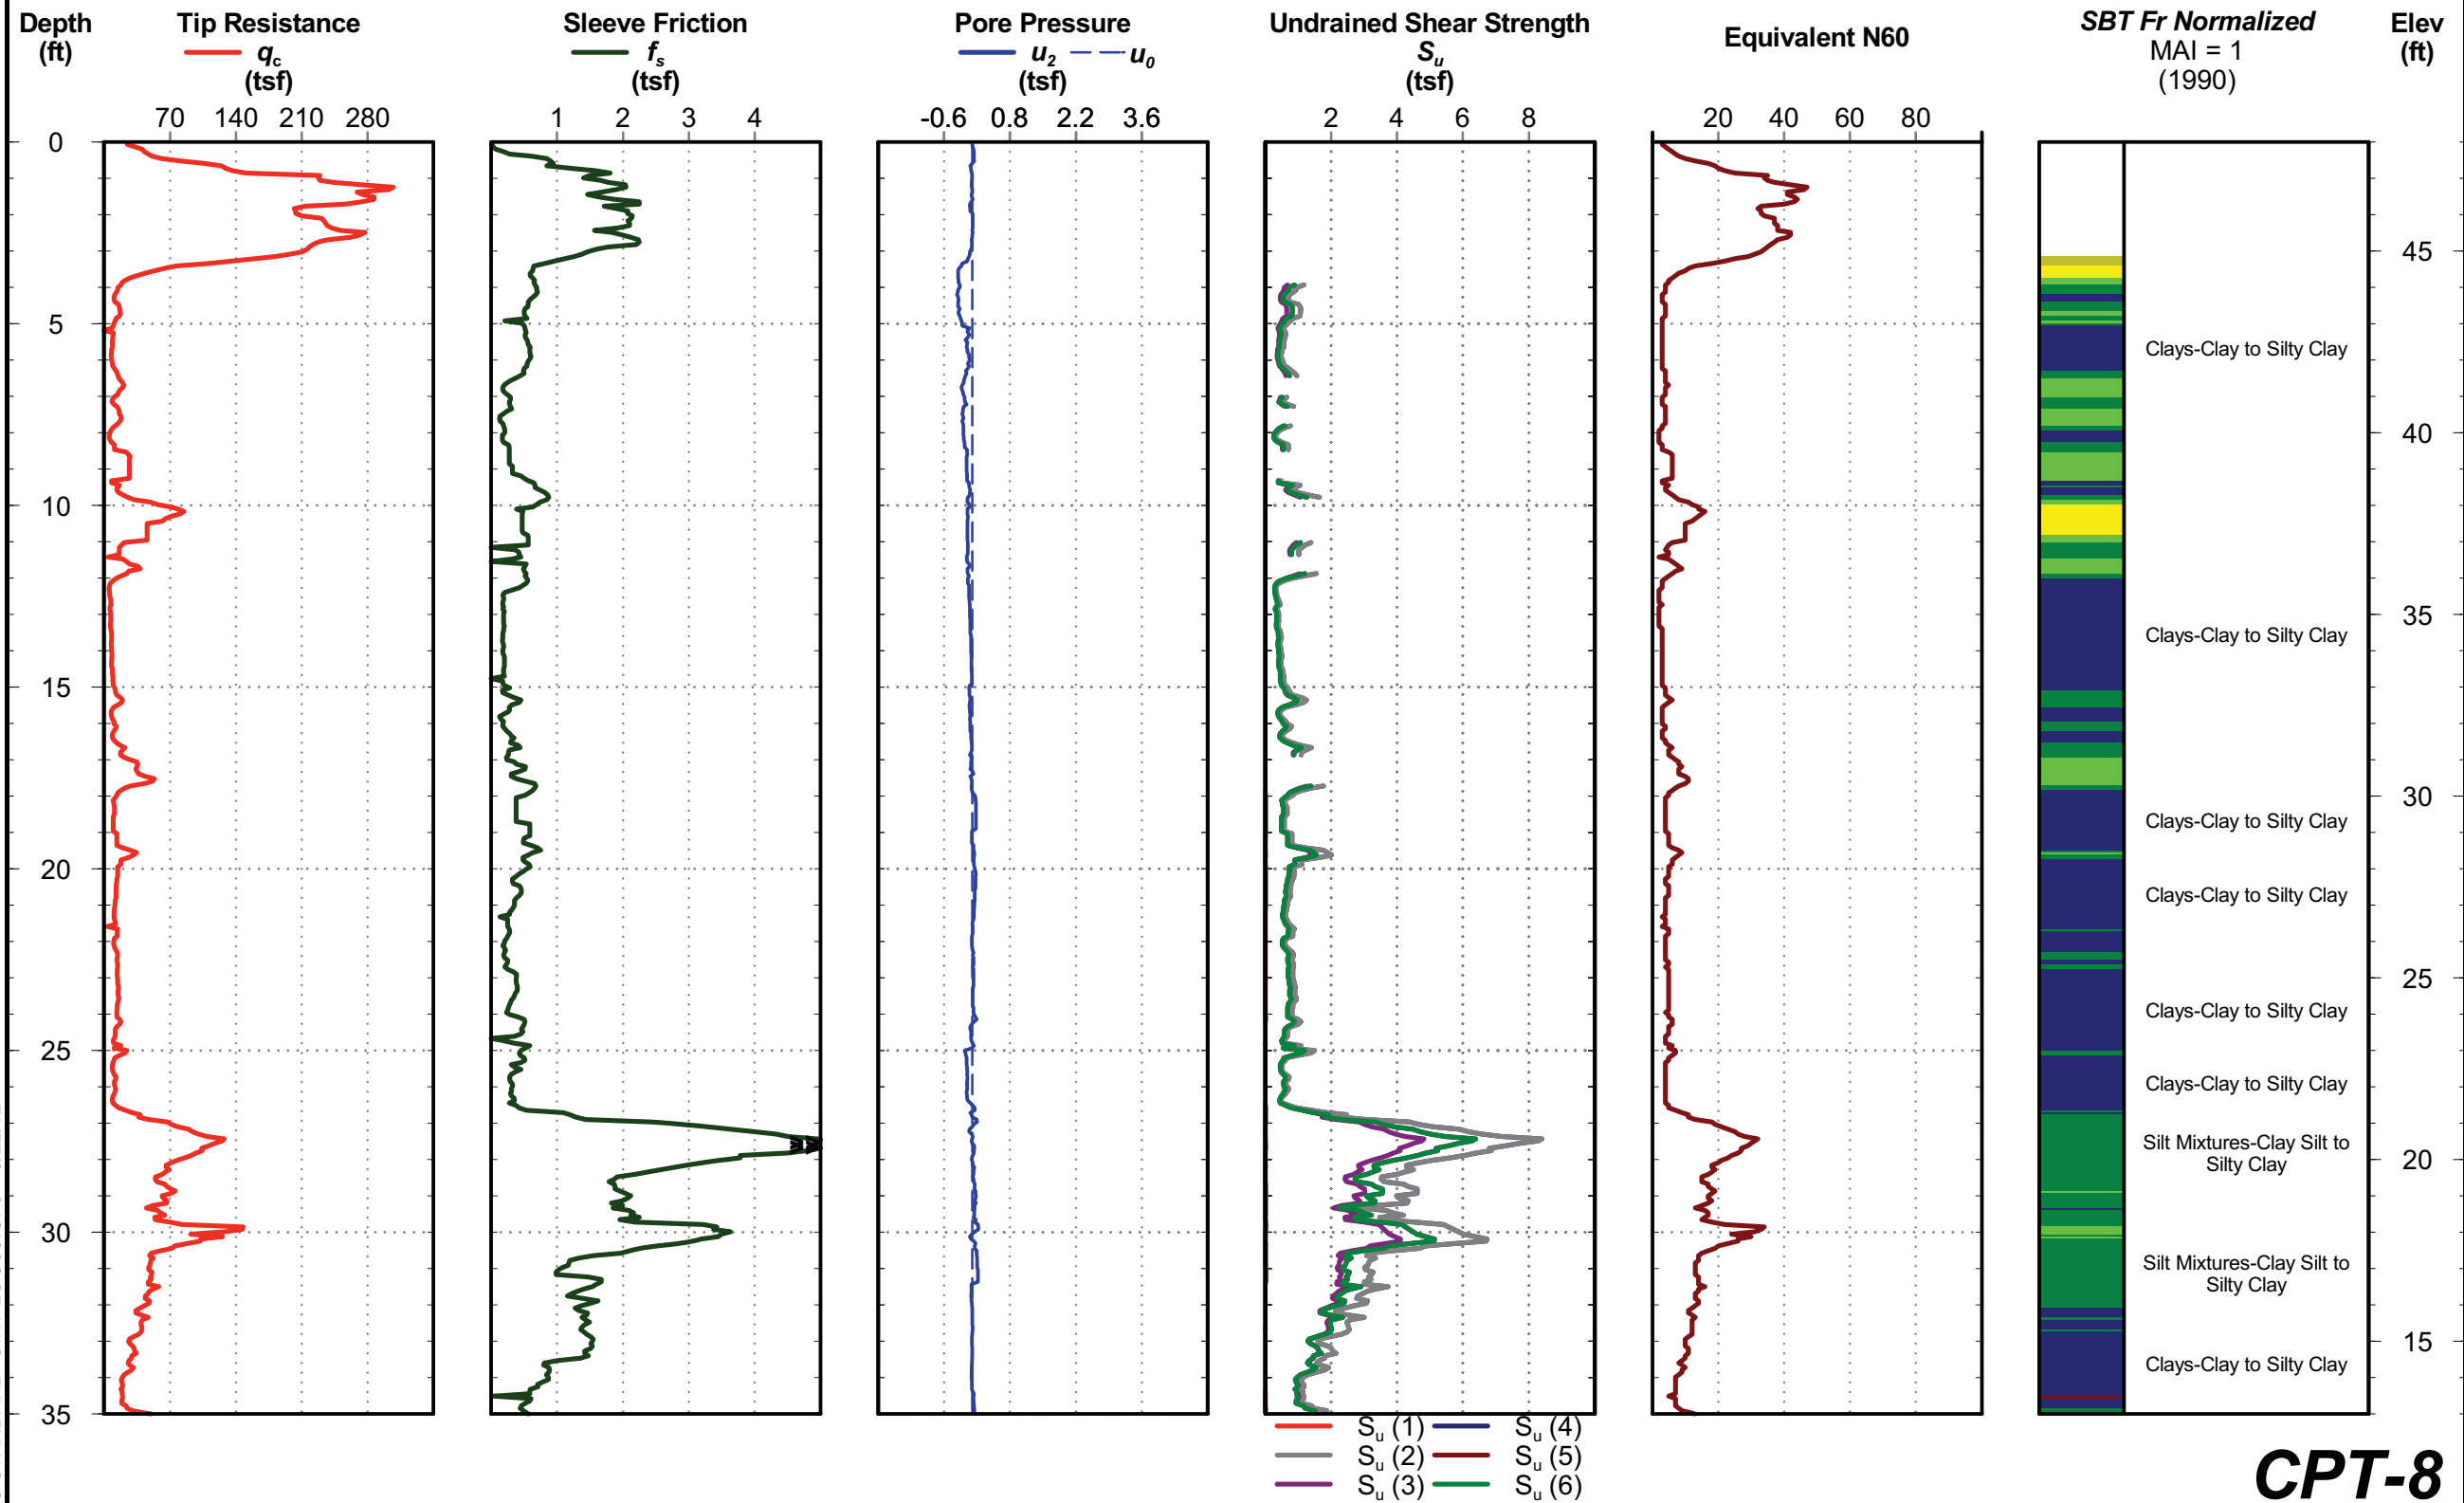 Depth
(ft)
Tip Resistance
qc
(tsf)
Sleeve Friction
fs
(tsf)
Pore Pressure
u2 u0
(tsf)
Undrained Shear Strength
Su
(tsf)
Equivalent N60
SBT Fr Normalized
MAI = 1
(1990)
Elev
(ft)
70 140 210 280
1 2 3 4
-0.6 0.8 2.2 3.6
2 4 6 8
20 40 60 80
0
5
10
15
20
25
30
35
45
40
35
30
25
20
15
Clays-Clay to Silty Clay
Clays-Clay to Silty Clay
Clays-Clay to Silty Clay
Clays-Clay to Silty Clay
Clays-Clay to Silty Clay
Clays-Clay to Silty Clay
Silt Mixtures-Clay Silt to
Silty Clay
Silt Mixtures-Clay Silt to
Silty Clay
Clays-Clay to Silty Clay
Su (1) Su (4)
Su (2) Su (5)
Su (3) Su (6)
CPT-8